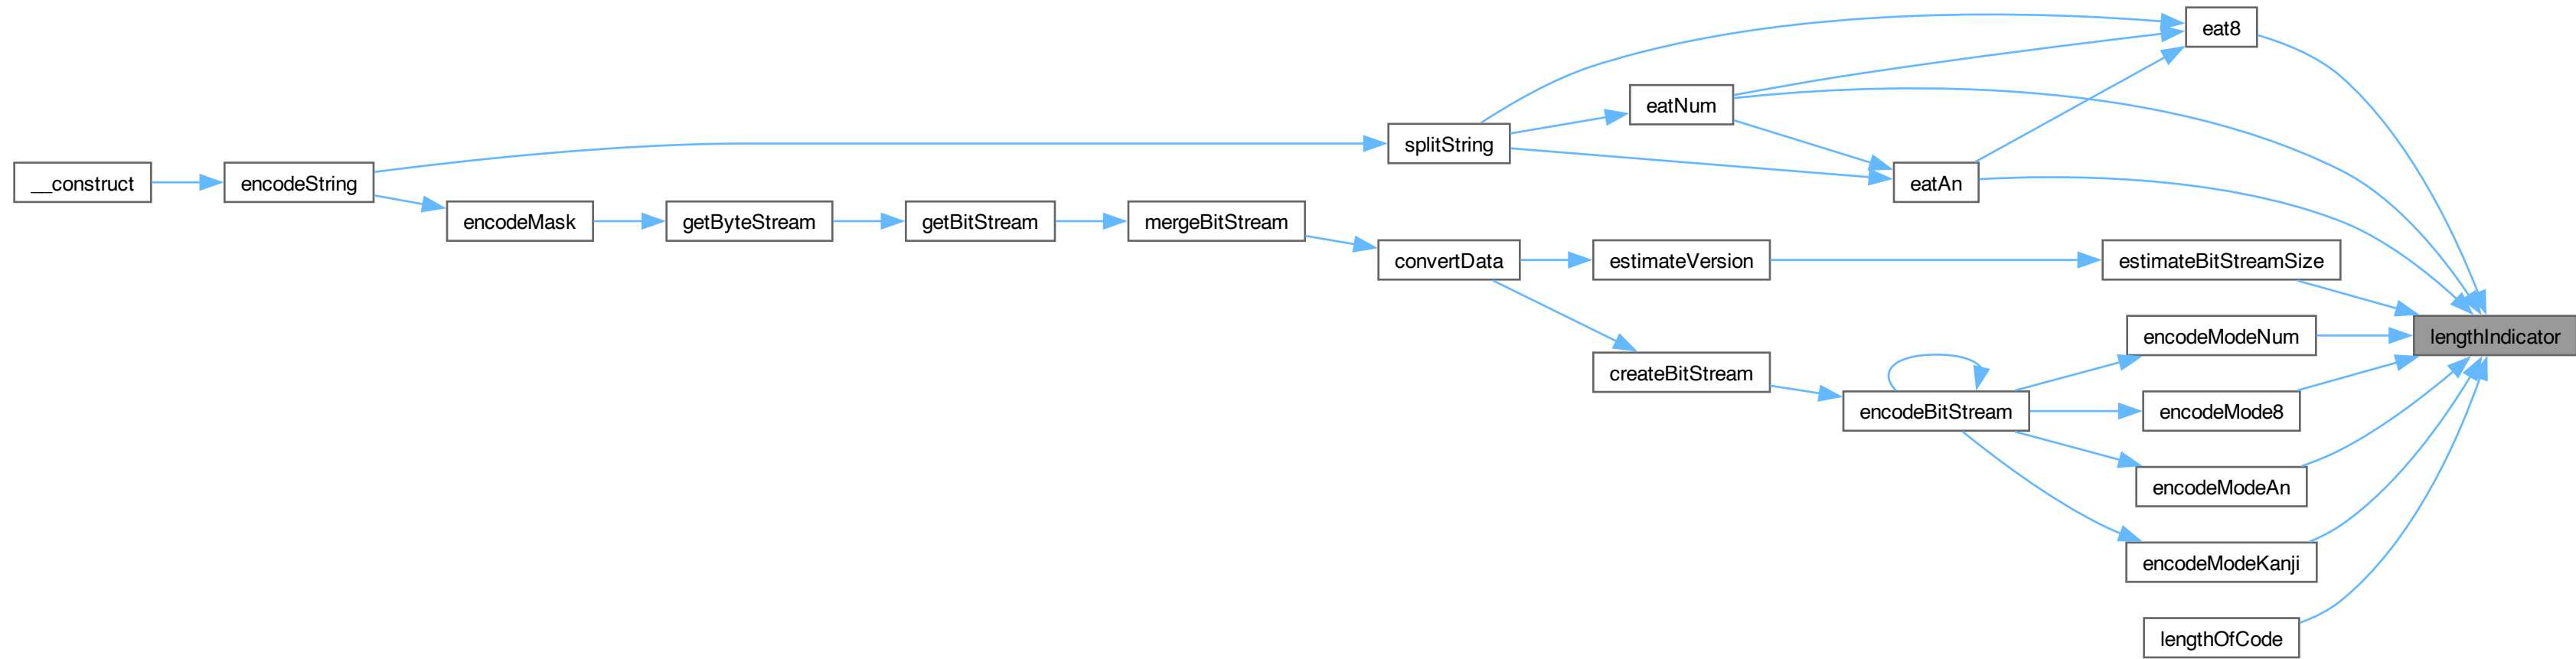 __construct
encodeString
encodeMask
getByteStream
getBitStream
mergeBitStream
splitString
convertData
eatNum
estimateVersion
createBitStream
eat8
eatAn
encodeBitStream
estimateBitStreamSize
encodeModeNum
encodeMode8
encodeModeAn
encodeModeKanji
lengthOfCode
lengthIndicator